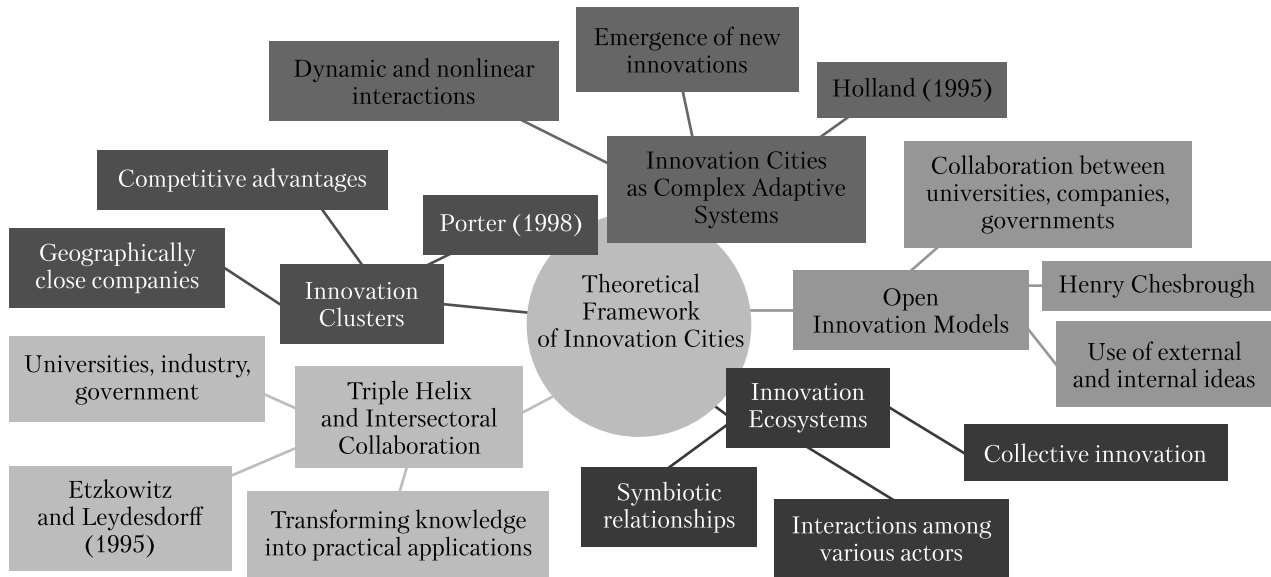 Emergence of new
innovations
Dynamic and nonlinear
interactions
Holland (1995)
Innovation Cities
as Complex Adaptive
Systems
Collaboration between
universities, companies,
governments
Competitive advantages
Porter (1998)
Geographically
close companies
Innovation
Clusters
Theoretical
Framework
of Innovation Cities
Open
Innovation Models
Henry Chesbrough
Use of external
and internal ideas
Universities, industry,
government
Triple Helix
and Intersectoral
Collaboration
Innovation
Ecosystems
Collective innovation
Etzkowitz
and Leydesdorff
(1995)
Transforming knowledge
into practical applications
Symbiotic
relationships
Interactions among
various actors